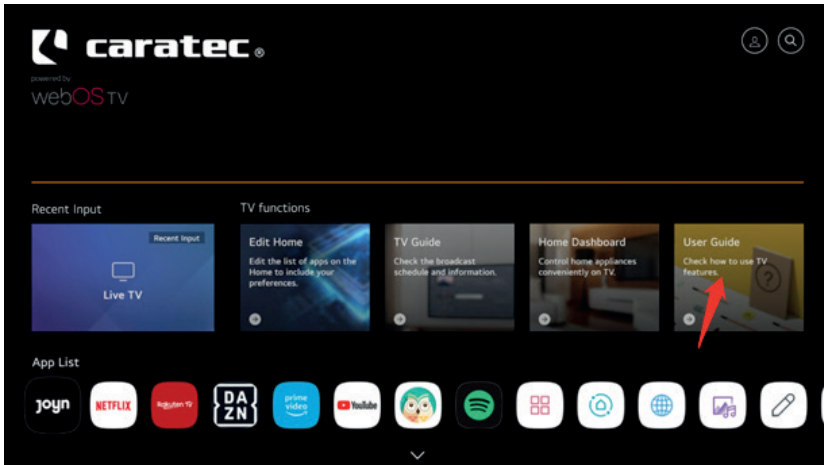 caratec®
powered by
webOS TV
Recent Input
TV functions
Recent Input
Live TV
Edit Home
Edit the list of apps on the
Home to include your
preferences.
TV Guide
Check the broadcast
schedule and information.
Home Dashboard
Control home appliances
conveniently on TV.
User Guide
Check how to use TV
features.
?
App List
joyn
NETFLIX
Rakuten TV
DA
ZN
prime
video
YouTube